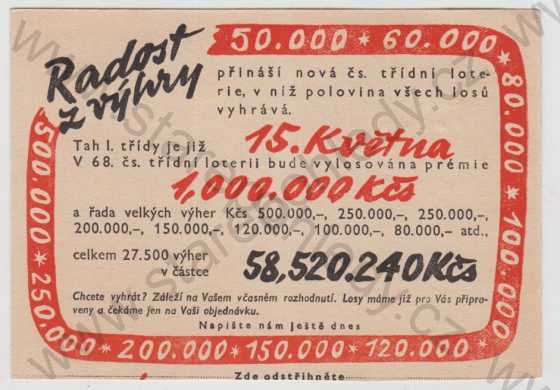 Radost
z výhry
50.000 * 60.000 * 80.000 * 100.000 * 120.000 * 150.000 * 200.000 * 250.000 * 500.000
přináší nová čs. třídní lote-
rie, v níž polovina všech losů
vyhrává.
Tah I. třídy je již 15. Května
V 68. čs. třídní loterii bude vylosována prémie
1,000.000 Kčs
a řada velkých výher Kčs 500.000,–, 250.000,–, 250.000,–,
200.000,–, 150.000,–, 120.000,–, 100.000,–, 80.000,– atd.,
celkem 27.500 výher
v částce 58,520.240 Kčs
Chcete vyhrát? Záleží na Vašem včasném rozhodnutí. Losy máme již pro Vás připra-
veny a čekáme jen na Vaši objednávku.
Napište nám ještě dnes
Zde odstřihněte